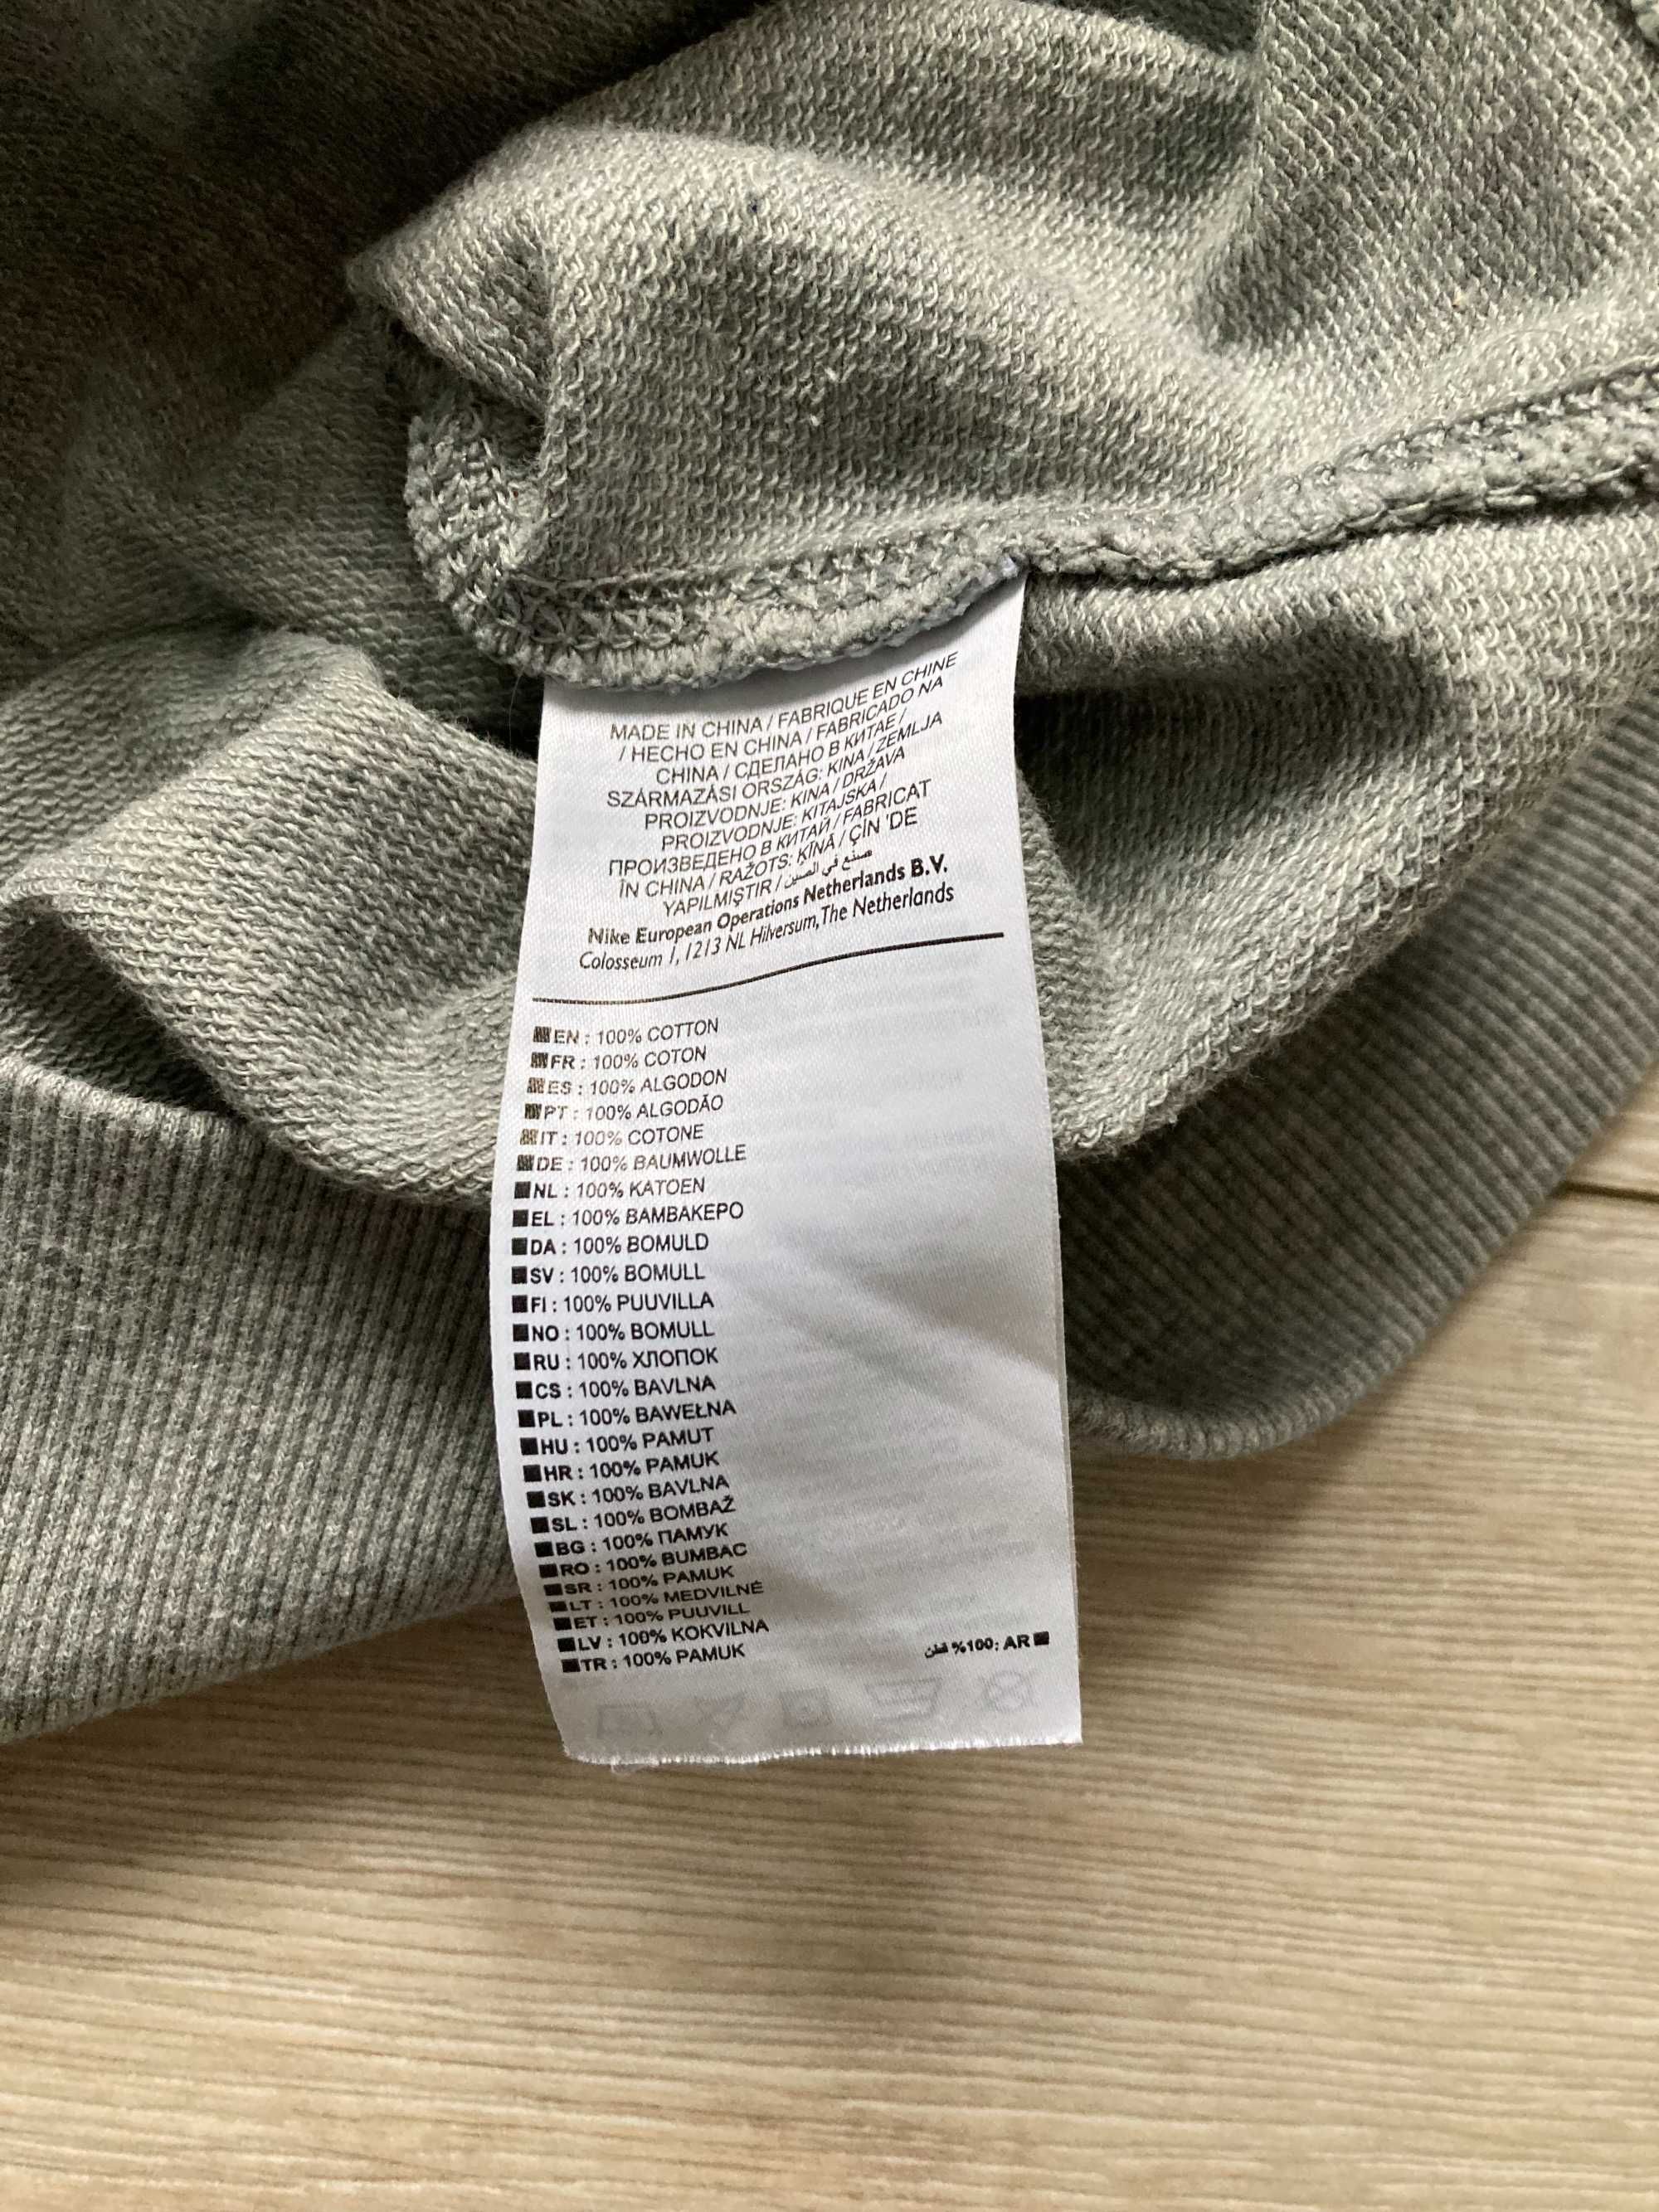 MADE IN CHINA / FABRIQUE EN CHINE
/ HECHO EN CHINA / FABRICADO NA
CHINA / СДЕЛАНО В КИТАЕ /
SZÁRMAZÁSI ORSZÁG: KINA / ZEMLJA
PROIZVODNJE: KINA / DRŽAVA
PROIZVODNJE: KITAJSKA /
ПРОИЗВЕДЕНО В КИТАЙ / FABRICAT
ÎN CHINA / RAŽOTS: ĶĪNĀ / ÇİN 'DE
YAPILMIŞTIR / صنع في الصين
Nike European Operations Netherlands B.V.
Colosseum 1, 1213 NL Hilversum, The Netherlands
EN : 100% COTTON
FR : 100% COTON
ES : 100% ALGODON
PT : 100% ALGODÃO
IT : 100% COTONE
DE : 100% BAUMWOLLE
NL : 100% KATOEN
EL : 100% ΒΑΜΒΑΚΕΡΟ
DA : 100% BOMULD
SV : 100% BOMULL
FI : 100% PUUVILLA
NO : 100% BOMULL
RU : 100% ХЛОПОК
CS : 100% BAVLNA
PL : 100% BAWEŁNA
HU : 100% PAMUT
HR : 100% PAMUK
SK : 100% BAVLNA
SL : 100% BOMBAŽ
BG : 100% ПАМУК
RO : 100% BUMBAC
SR : 100% PAMUK
LT : 100% MEDVILNĖ
ET : 100% PUUVILL
LV : 100% KOKVILNA
TR : 100% PAMUK
AR :100% قطن